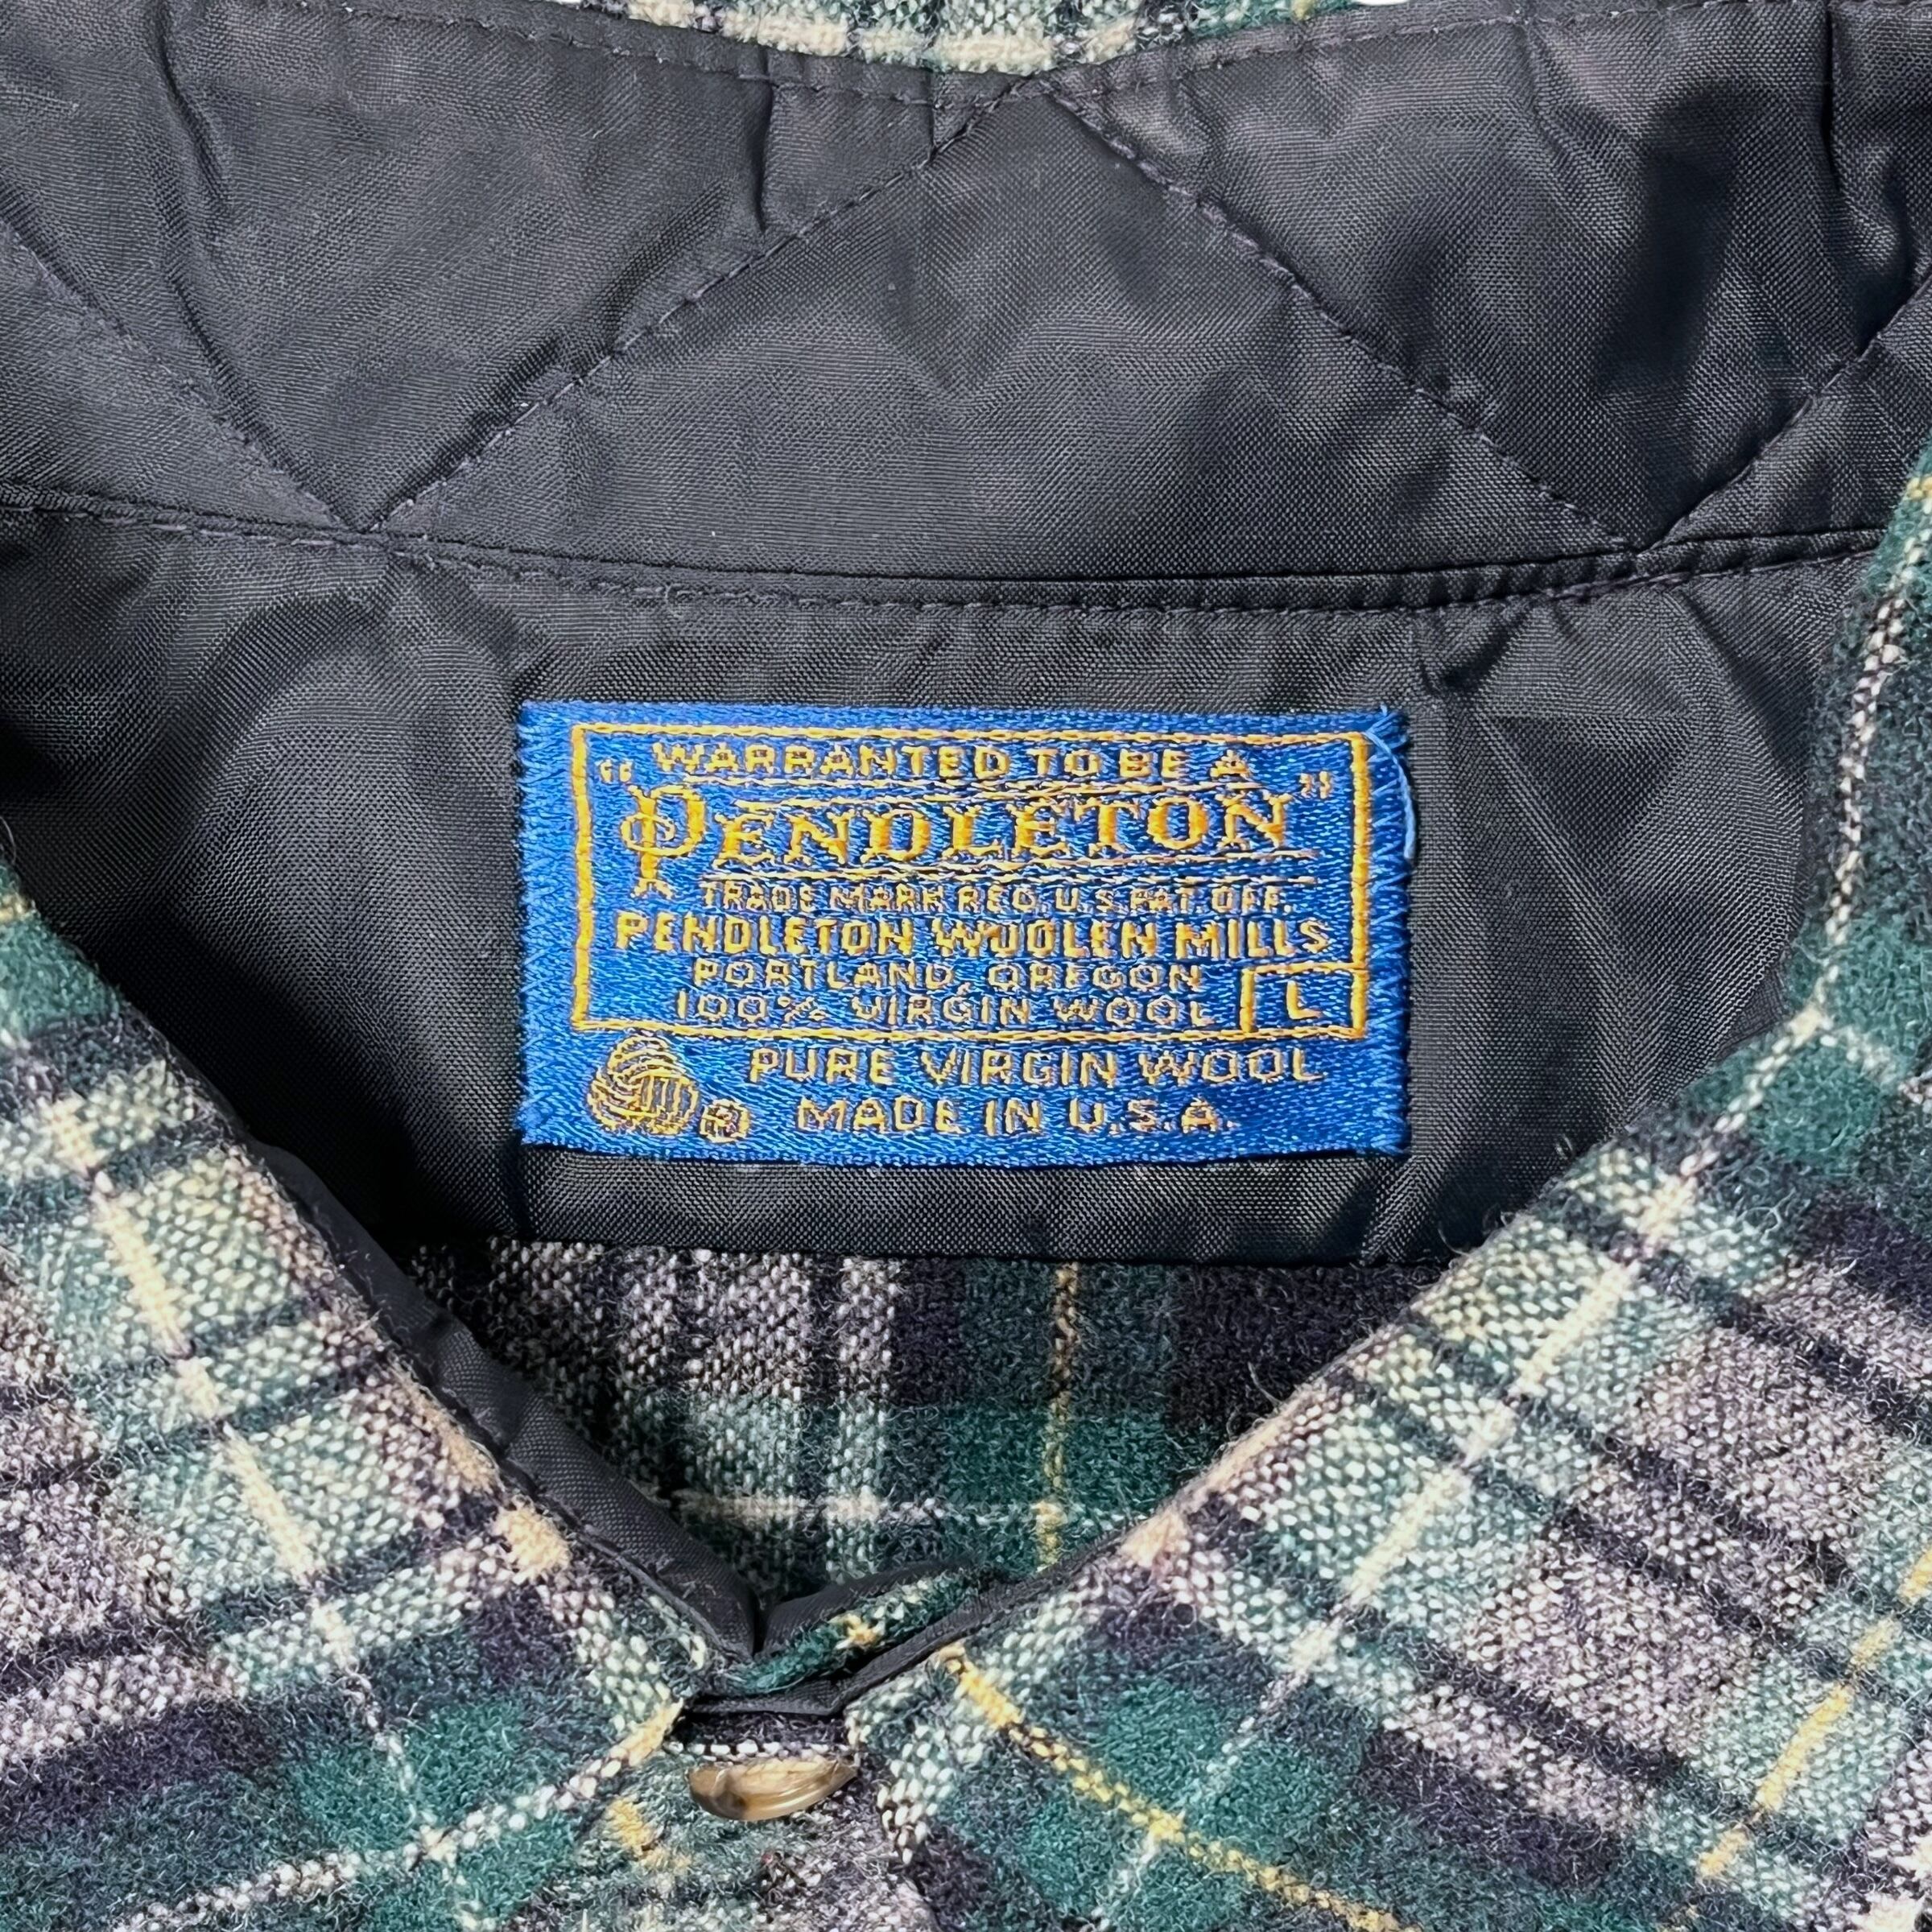 WARRANTED TO BE A
"PENDLETON"
TRADE MARK REG. U.S. PAT. OFF.
PENDLETON WOOLEN MILLS
PORTLAND, OREGON
100% VIRGIN WOOL L
PURE VIRGIN WOOL
® MADE IN U.S.A.